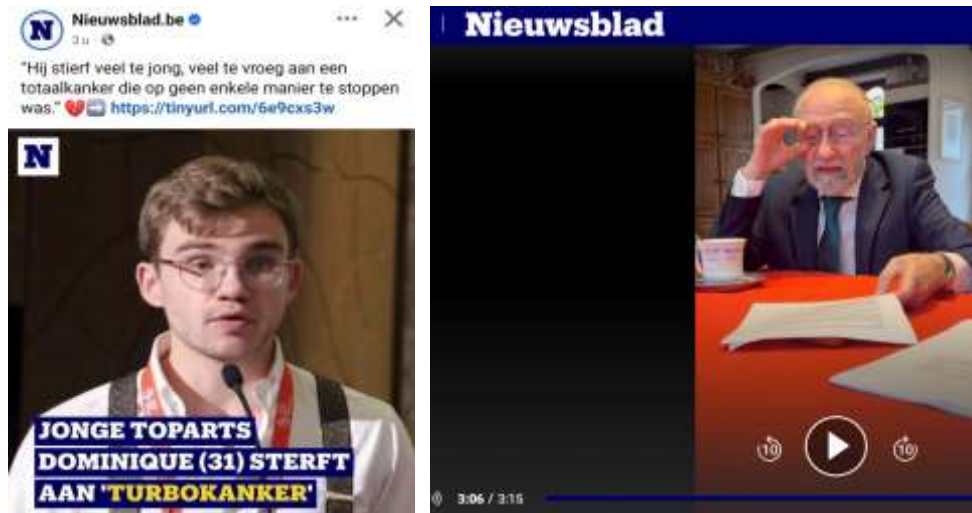 N
Nieuwsblad.be
3 u
"Hij stierf veel te jong, veel te vroeg aan een
totaalkanker die op geen enkele manier te stoppen
was." 💔➡️ https://tinyurl.com/6e9cxs3w
N
JONGE TOPARTS
DOMINIQUE (31) STERFT
AAN 'TURBOKANKER'
Nieuwsblad
10
10
3:06 / 3:15